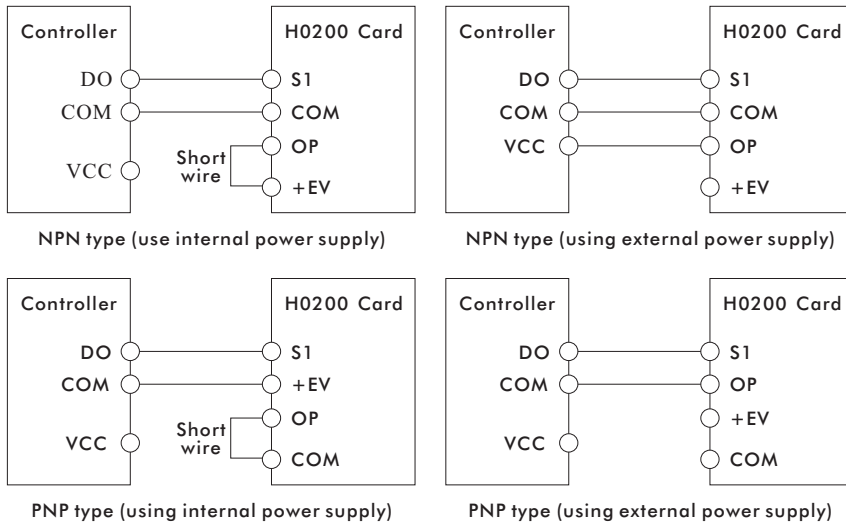 Controller
H0200 Card
DO
S1
COM
COM
OP
Short
wire
VCC
+EV
NPN type (use internal power supply)
Controller
H0200 Card
DO
S1
COM
COM
VCC
OP
+EV
NPN type (using external power supply)
Controller
H0200 Card
DO
S1
COM
+EV
OP
Short
wire
VCC
COM
PNP type (using internal power supply)
Controller
H0200 Card
DO
S1
COM
OP
+EV
VCC
COM
PNP type (using external power supply)